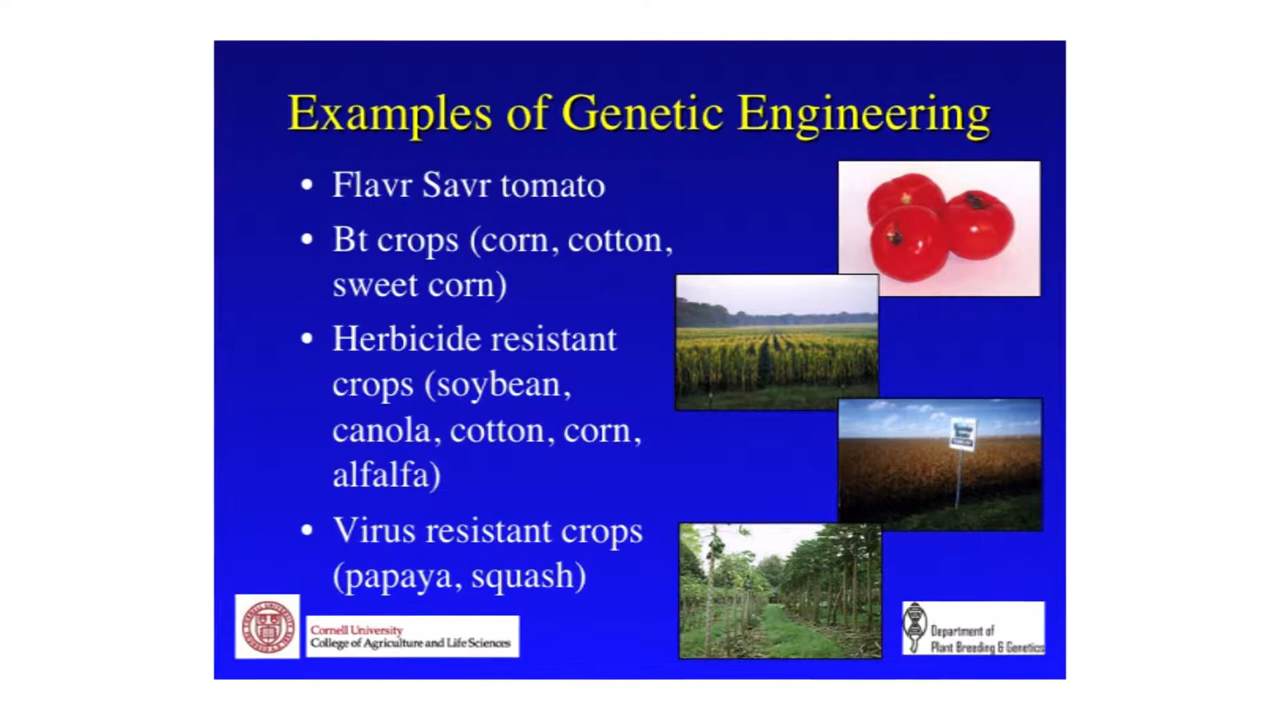 Examples of Genetic Engineering
• Flavr Savr tomato
• Bt crops (corn, cotton,
sweet corn)
• Herbicide resistant
crops (soybean,
canola, cotton, corn,
alfalfa)
• Virus resistant crops
(papaya, squash)
Cornell University
College of Agriculture and Life Sciences
Department of
Plant Breeding & Genetics